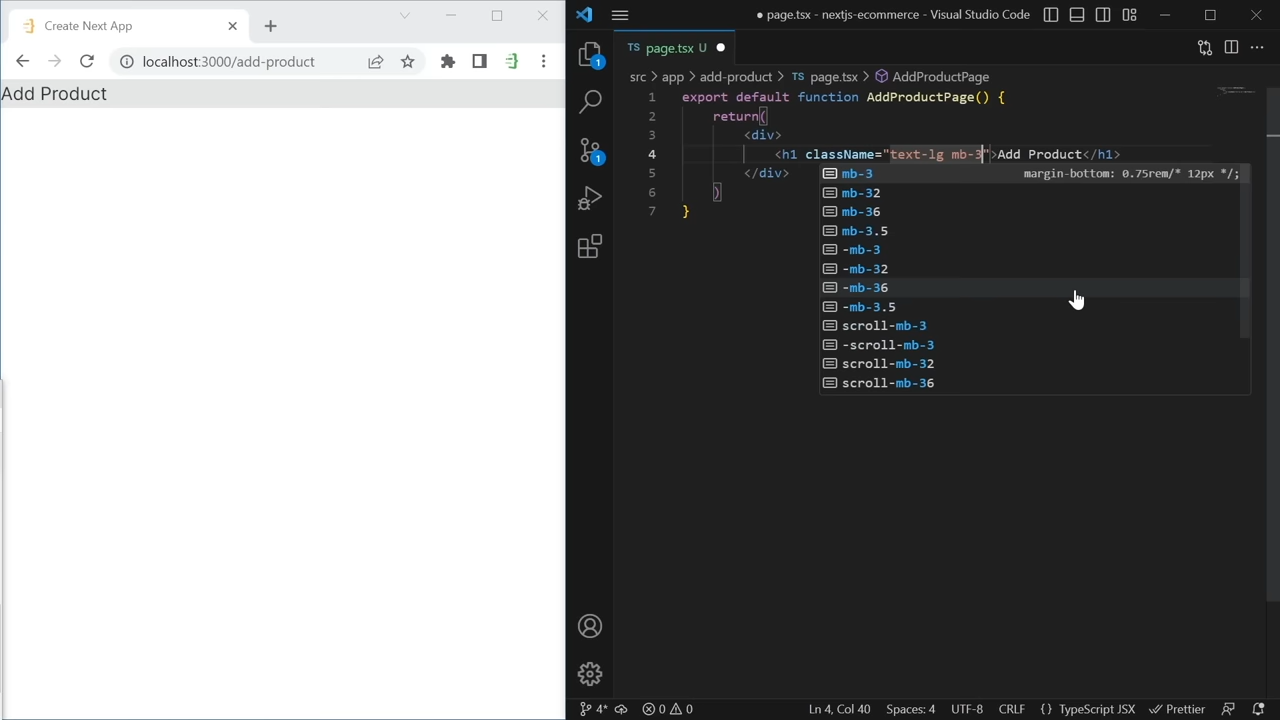 Create Next App
localhost:3000/add-product
Add Product
page.tsx - nextjs-ecommerce - Visual Studio Code
TS page.tsx U
src > app > add-product > TS page.tsx > AddProductPage
1 export default function AddProductPage() {
2 return(
3 <div>
4 <h1 className="text-lg mb-3">Add Product</h1>
5 </div>
6 )
7 }
mb-3 margin-bottom: 0.75rem/* 12px */;
mb-32
mb-36
mb-3.5
-mb-3
-mb-32
-mb-36
-mb-3.5
scroll-mb-3
-scroll-mb-3
scroll-mb-32
scroll-mb-36
1
1
4* 0 0 Ln 4, Col 40 Spaces: 4 UTF-8 CRLF {} TypeScript JSX Prettier